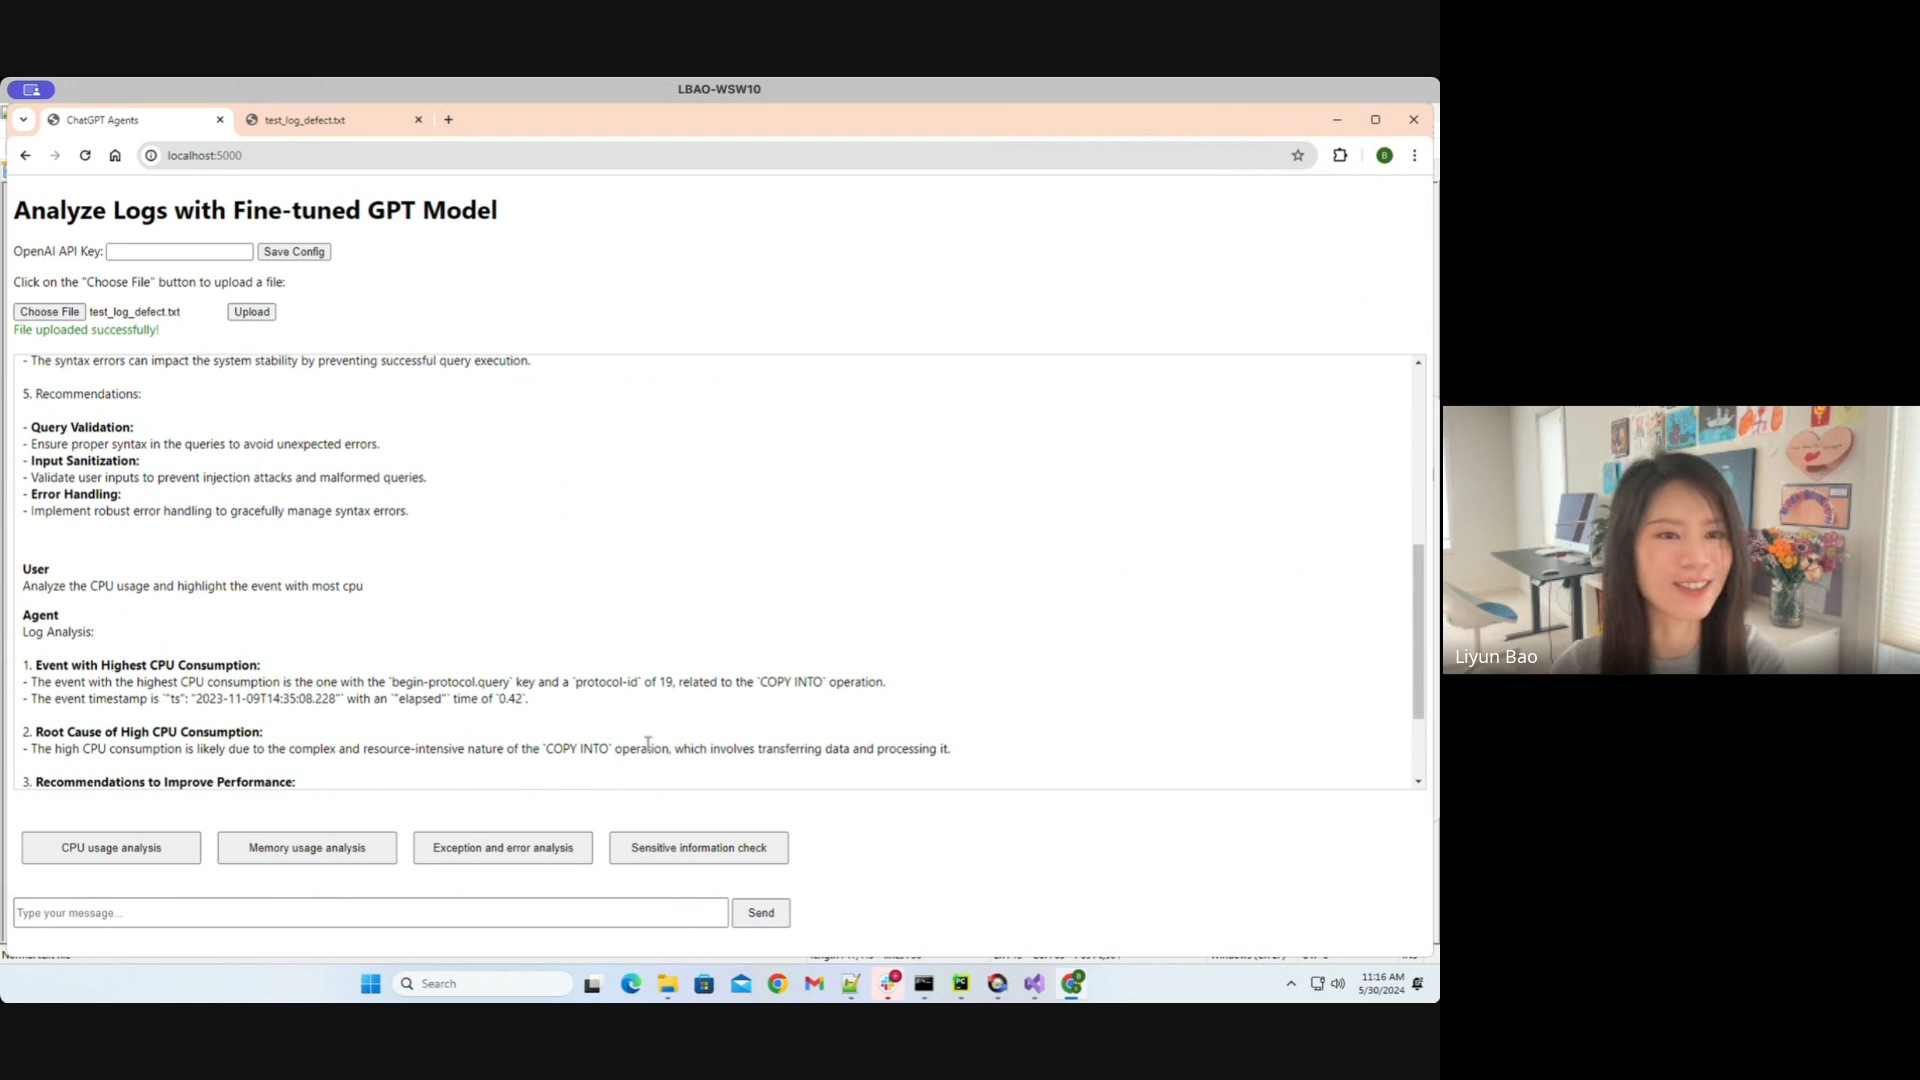 LBAO-WSW10
ChatGPT Agents
test_log_defect.txt
localhost:5000
B
Analyze Logs with Fine-tuned GPT Model
OpenAI API Key:
Save Config
Click on the "Choose File" button to upload a file:
Choose File test_log_defect.txt
Upload
File uploaded successfully!
- The syntax errors can impact the system stability by preventing successful query execution.
5. Recommendations:
- Query Validation:
- Ensure proper syntax in the queries to avoid unexpected errors.
- Input Sanitization:
- Validate user inputs to prevent injection attacks and malformed queries.
- Error Handling:
- Implement robust error handling to gracefully manage syntax errors.
User
Analyze the CPU usage and highlight the event with most cpu
Agent
Log Analysis:
1. Event with Highest CPU Consumption:
- The event with the highest CPU consumption is the one with the `begin-protocol.query` key and a `protocol-id` of 19, related to the `COPY INTO` operation.
- The event timestamp is `"ts": "2023-11-09T14:35:08.228"` with an `"elapsed"` time of `0.42`.
2. Root Cause of High CPU Consumption:
- The high CPU consumption is likely due to the complex and resource-intensive nature of the `COPY INTO` operation, which involves transferring data and processing it.
3. Recommendations to Improve Performance:
CPU usage analysis
Memory usage analysis
Exception and error analysis
Sensitive information check
Type your message...
Send
Search
11:16 AM
5/30/2024
Liyun Bao